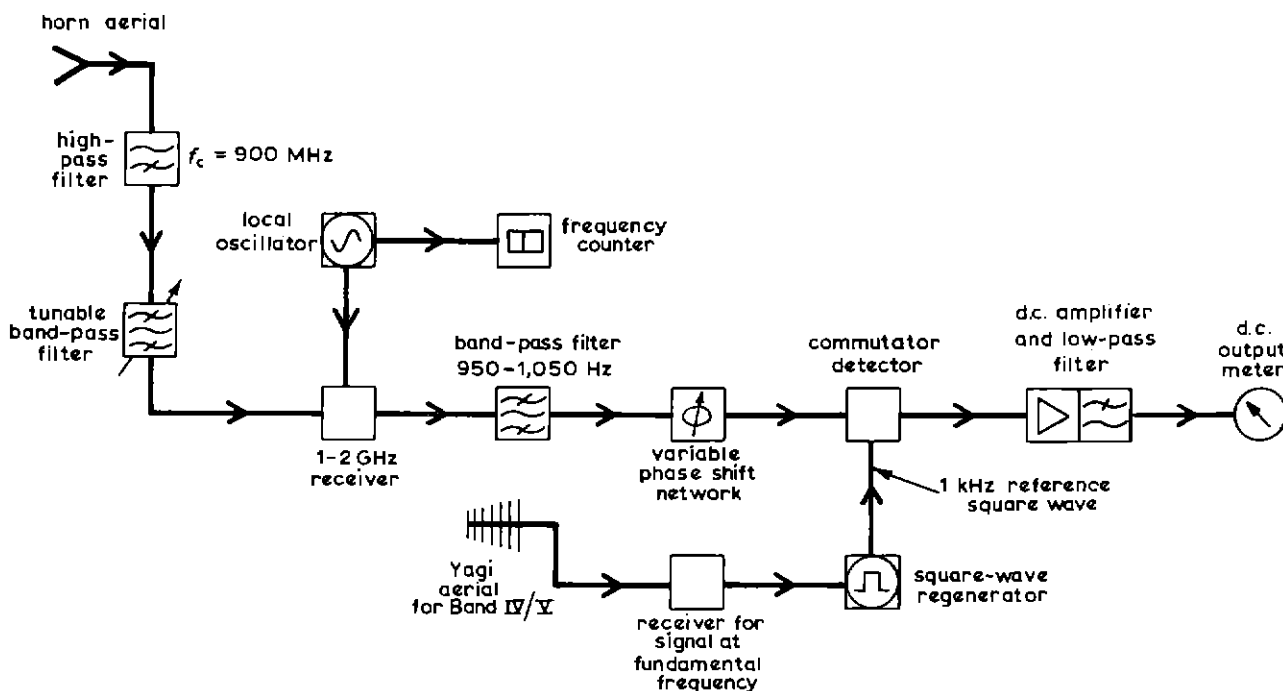 horn aerial
high-
pass
filter
f_c = 900 MHz
local
oscillator
frequency
counter
tunable
band-pass
filter
band-pass filter
950–1,050 Hz
commutator
detector
d.c. amplifier
and low-pass
filter
d.c.
output
meter
1–2 GHz
receiver
variable
phase shift
network
1 kHz reference
square wave
Yagi
aerial
for Band IV/V
receiver for
signal at
fundamental
frequency
square-wave
regenerator